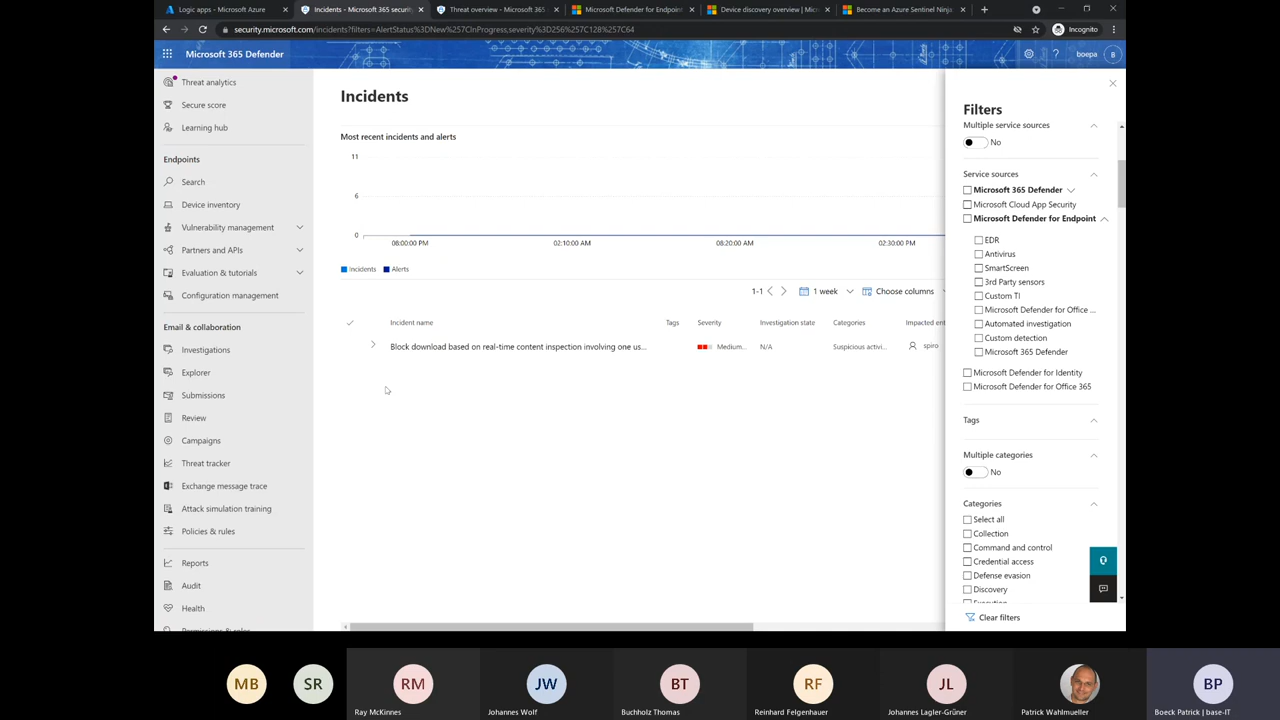 Logic apps - Microsoft Azure
Incidents - Microsoft 365 securi
Threat overview - Microsoft 365
Microsoft Defender for Endpoint
Device discovery overview | Micr
Become an Azure Sentinel Ninja
security.microsoft.com/incidents?filters=AlertStatus%3DNew%257CInProgress,severity%3D256%257C128%257C64
Incognito
Microsoft 365 Defender
boepa
B
Threat analytics
Secure score
Learning hub
Endpoints
Search
Device inventory
Vulnerability management
Partners and APIs
Evaluation & tutorials
Configuration management
Email & collaboration
Investigations
Explorer
Submissions
Review
Campaigns
Threat tracker
Exchange message trace
Attack simulation training
Policies & rules
Reports
Audit
Health
Permissions & roles
Incidents
Most recent incidents and alerts
11
6
0
08:00:00 PM
02:10:00 AM
08:20:00 AM
02:30:00 PM
Incidents
Alerts
1-1
1 week
Choose columns
Incident name
Tags
Severity
Investigation state
Categories
Impacted ent
Block download based on real-time content inspection involving one us...
Medium...
N/A
Suspicious activi...
spiro
Filters
Multiple service sources
No
Service sources
Microsoft 365 Defender
Microsoft Cloud App Security
Microsoft Defender for Endpoint
EDR
Antivirus
SmartScreen
3rd Party sensors
Custom TI
Microsoft Defender for Office ...
Automated investigation
Custom detection
Microsoft 365 Defender
Microsoft Defender for Identity
Microsoft Defender for Office 365
Tags
Multiple categories
No
Categories
Select all
Collection
Command and control
Credential access
Defense evasion
Discovery
Execution
Clear filters
MB
SR
RM
Ray McKinnes
JW
Johannes Wolf
BT
Buchholz Thomas
RF
Reinhard Felgenhauer
JL
Johannes Lagler-Grüner
Patrick Wahlmueller
BP
Boeck Patrick | base-IT